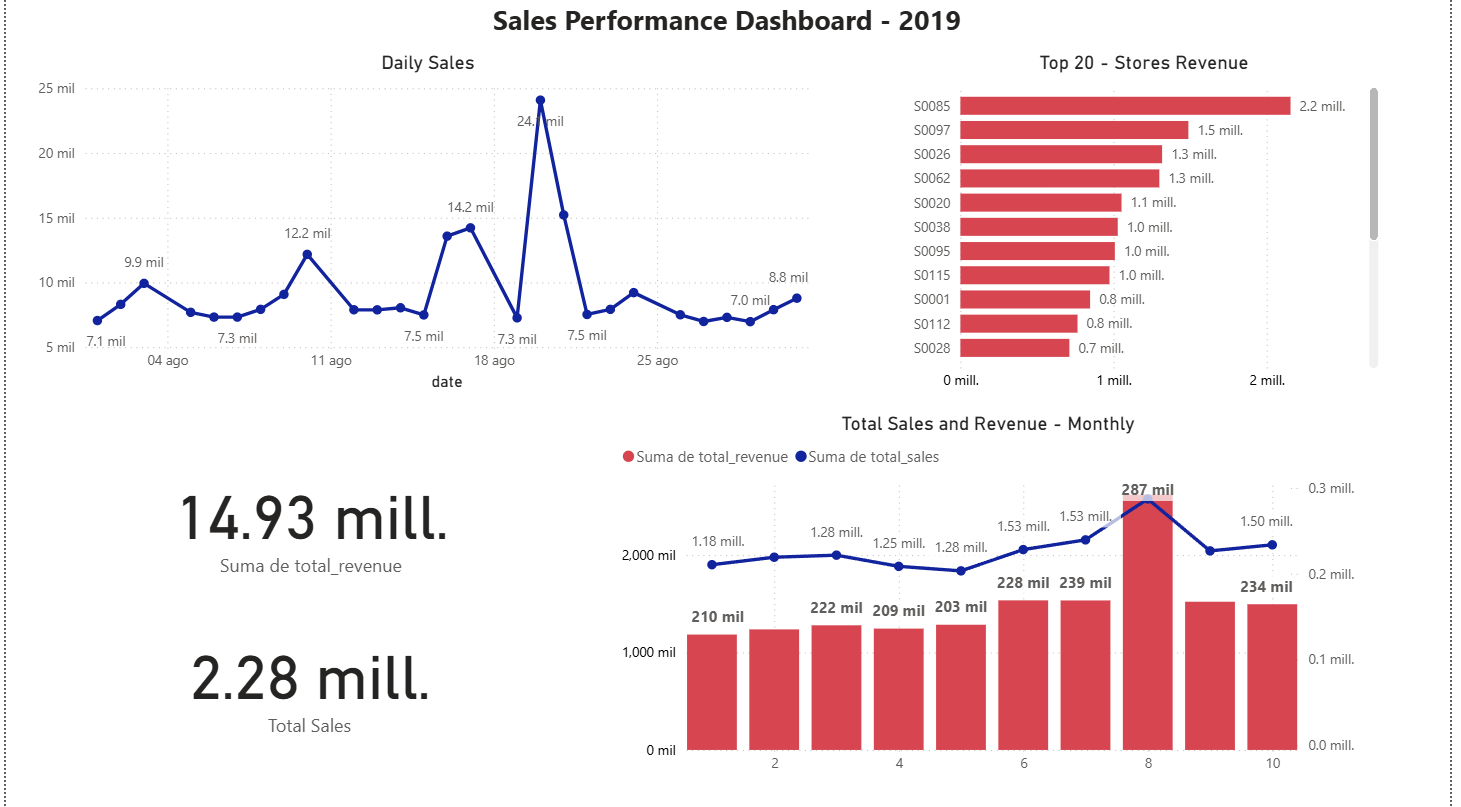 Sales Performance Dashboard - 2019
Daily Sales
25 mil
20 mil
15 mil
10 mil
5 mil
7.1 mil
9.9 mil
7.3 mil
12.2 mil
7.5 mil
14.2 mil
7.3 mil
7.5 mil
7.0 mil
8.8 mil
04 ago
11 ago
18 ago
25 ago
date
Top 20 - Stores Revenue
S0085 2.2 mill.
S0097 1.5 mill.
S0026 1.3 mill.
S0062 1.3 mill.
S0020 1.1 mill.
S0038 1.0 mill.
S0095 1.0 mill.
S0115 1.0 mill.
S0001 0.8 mill.
S0112 0.8 mill.
S0028 0.7 mill.
0 mill. 1 mill. 2 mill.
14.93 mill.
Suma de total_revenue
2.28 mill.
Total Sales
Total Sales and Revenue - Monthly
Suma de total_revenue Suma de total_sales
2,000 mil
1,000 mil
0 mil
0.3 mill.
0.2 mill.
0.1 mill.
0.0 mill.
1.18 mill.
1.28 mill.
1.25 mill.
1.28 mill.
1.53 mill.
1.53 mill.
1.50 mill.
210 mil
222 mil
209 mil
203 mil
228 mil
239 mil
287 mil
234 mil
2 4 6 8 10